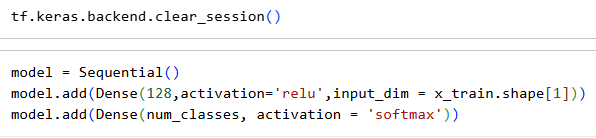 tf.keras.backend.clear_session()
model = Sequential()
model.add(Dense(128,activation='relu',input_dim = x_train.shape[1]))
model.add(Dense(num_classes, activation = 'softmax'))